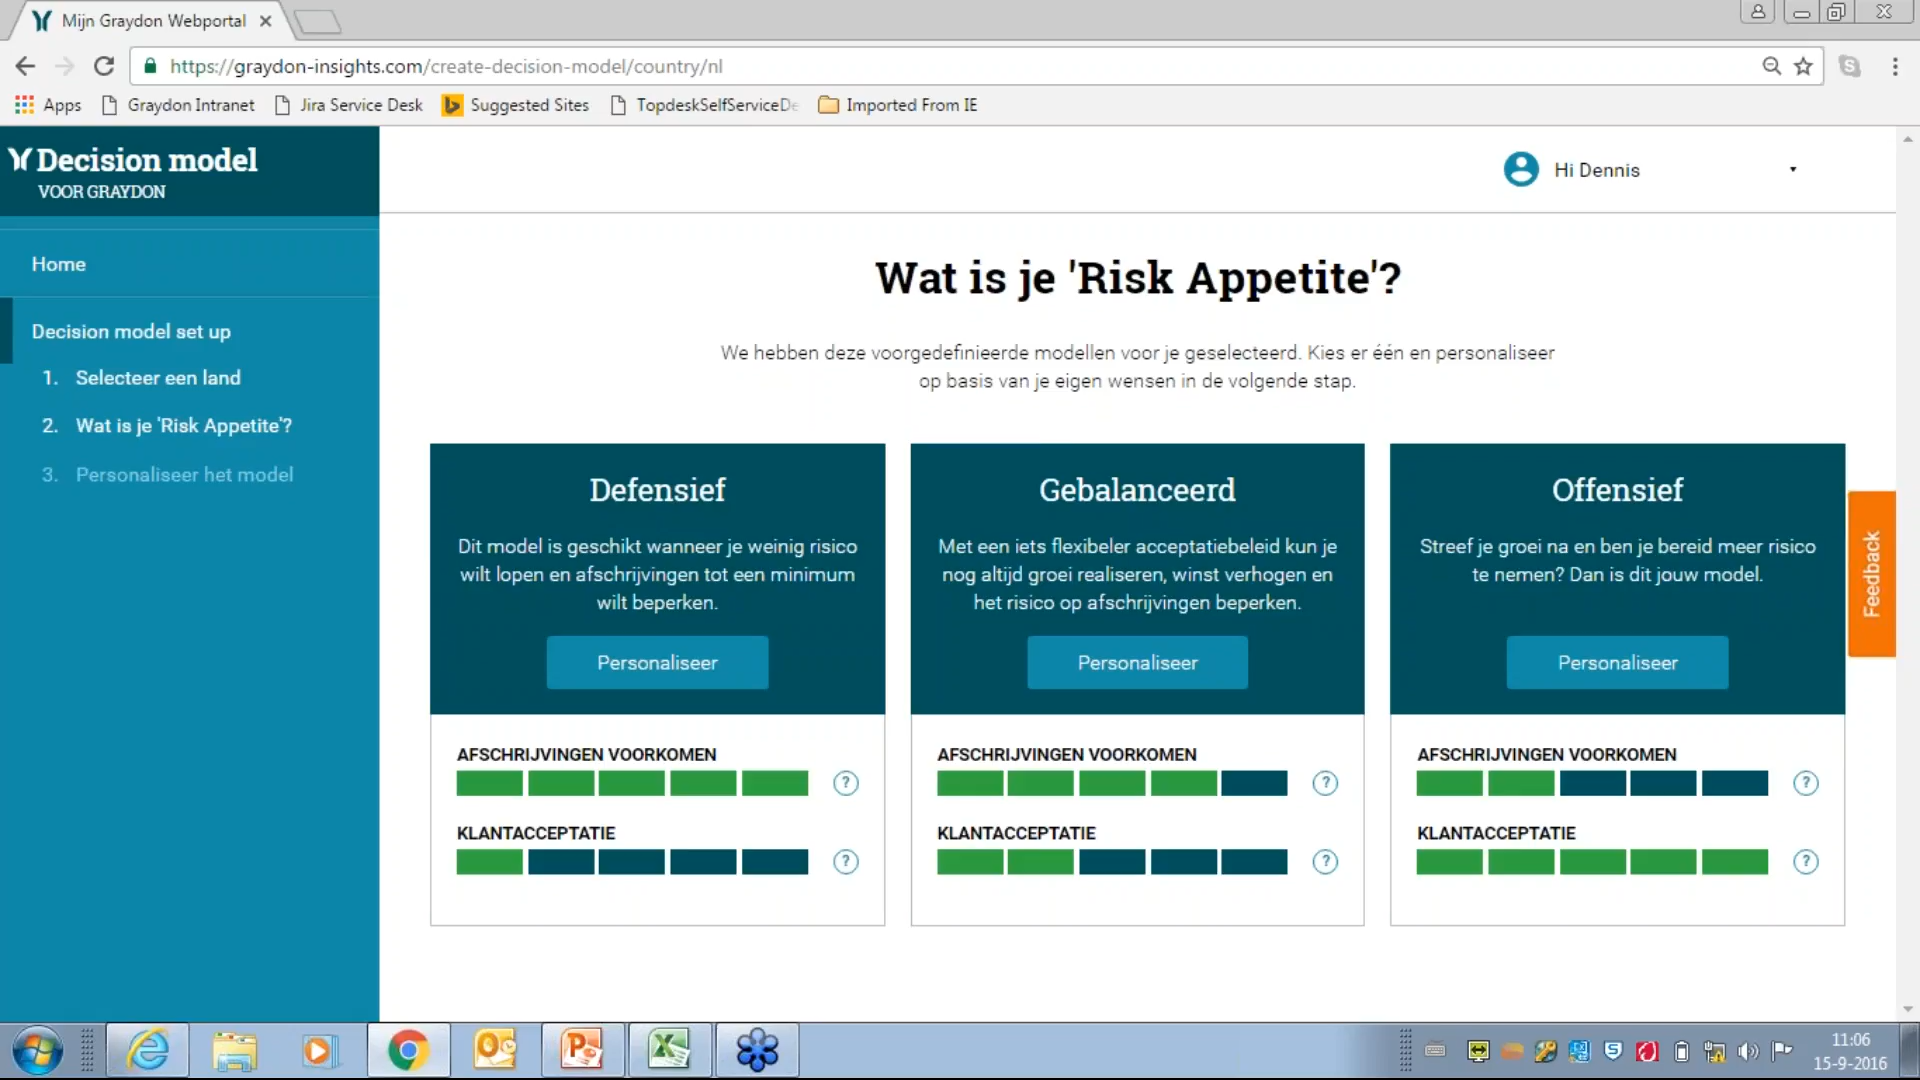 Mijn Graydon Webportal
https://graydon-insights.com/create-decision-model/country/nl
Apps Graydon Intranet Jira Service Desk Suggested Sites TopdeskSelfServiceDe Imported From IE
Decision model
VOOR GRAYDON
Hi Dennis
Home
Decision model set up
1. Selecteer een land
2. Wat is je 'Risk Appetite'?
3. Personaliseer het model
Wat is je 'Risk Appetite'?
We hebben deze voorgedefinieerde modellen voor je geselecteerd. Kies er één en personaliseer
op basis van je eigen wensen in de volgende stap.
Defensief
Dit model is geschikt wanneer je weinig risico
wilt lopen en afschrijvingen tot een minimum
wilt beperken.
Personaliseer
AFSCHRIJVINGEN VOORKOMEN
?
KLANTACCEPTATIE
?
Gebalanceerd
Met een iets flexibeler acceptatiebeleid kun je
nog altijd groei realiseren, winst verhogen en
het risico op afschrijvingen beperken.
Personaliseer
AFSCHRIJVINGEN VOORKOMEN
?
KLANTACCEPTATIE
?
Offensief
Streef je groei na en ben je bereid meer risico
te nemen? Dan is dit jouw model.
Personaliseer
AFSCHRIJVINGEN VOORKOMEN
?
KLANTACCEPTATIE
?
Feedback
11:06
15-9-2016